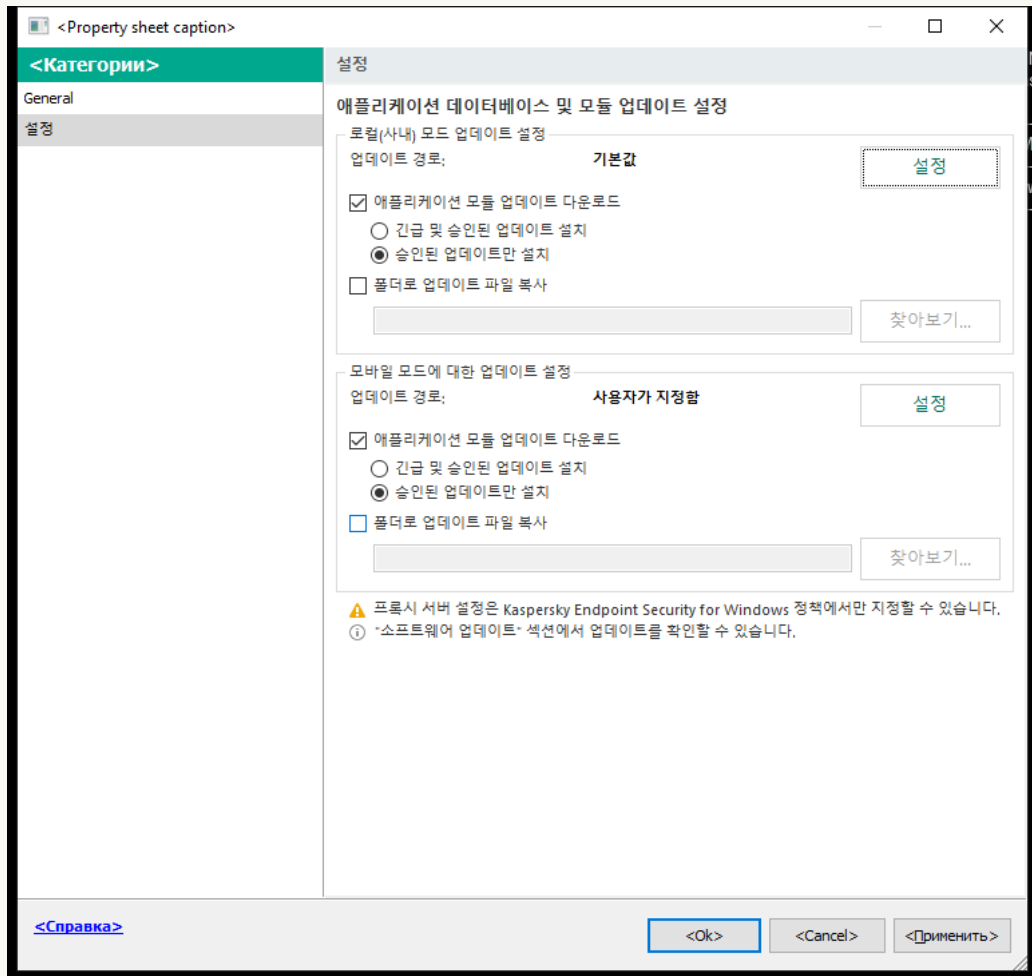 <Property sheet caption>
<Категории>
General
설정
설정
애플리케이션 데이터베이스 및 모듈 업데이트 설정
로컬(사내) 모드 업데이트 설정
업데이트 경로: 기본값 설정
애플리케이션 모듈 업데이트 다운로드
긴급 및 승인된 업데이트 설치
승인된 업데이트만 설치
폴더로 업데이트 파일 복사
찾아보기...
모바일 모드에 대한 업데이트 설정
업데이트 경로: 사용자가 지정함 설정
애플리케이션 모듈 업데이트 다운로드
긴급 및 승인된 업데이트 설치
승인된 업데이트만 설치
폴더로 업데이트 파일 복사
찾아보기...
프록시 서버 설정은 Kaspersky Endpoint Security for Windows 정책에서만 지정할 수 있습니다.
"소프트웨어 업데이트" 섹션에서 업데이트를 확인할 수 있습니다.
<Справка>
<Ok> <Cancel> <Применить>